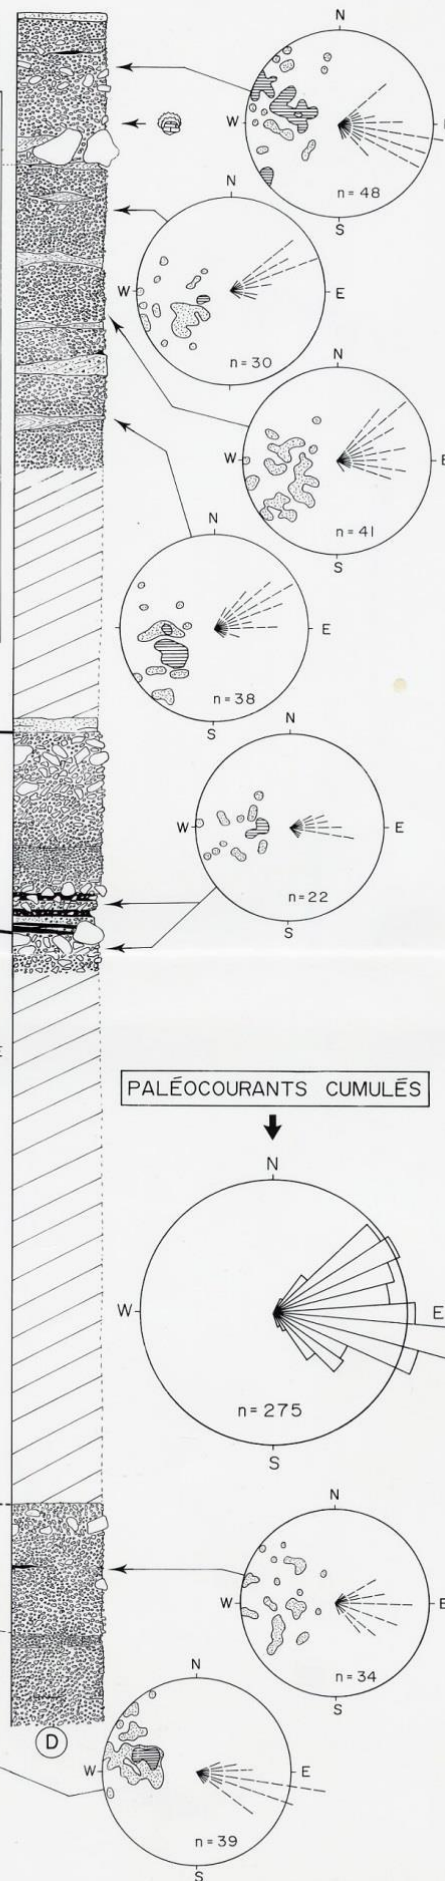 N
W
n=48
S
N
W E
n=30
N
W
n=41
S
N
E
n=38
S
N
W E
n=22
S
PALÉOCOURANTS CUMULÉS
N
W E
n=275
S
N
W E
n=34
S
D
N
W E
n=39
S